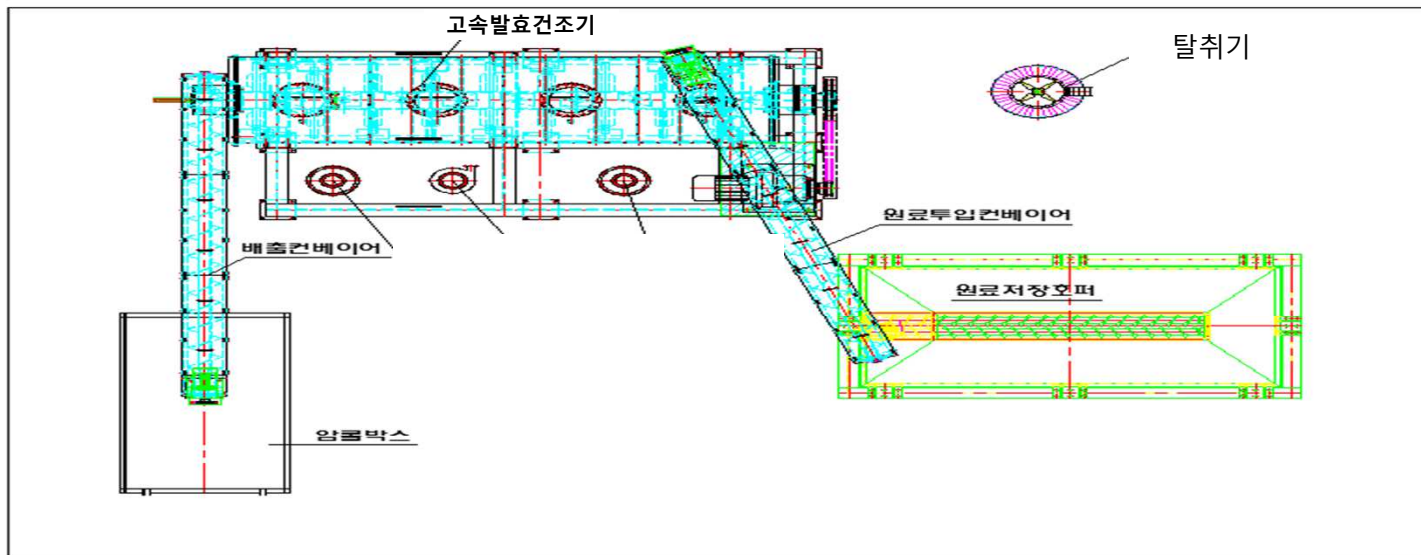 고속발효건조기
탈취기
원료투입컨베이어
배출컨베이어
원료저장호퍼
암롤박스